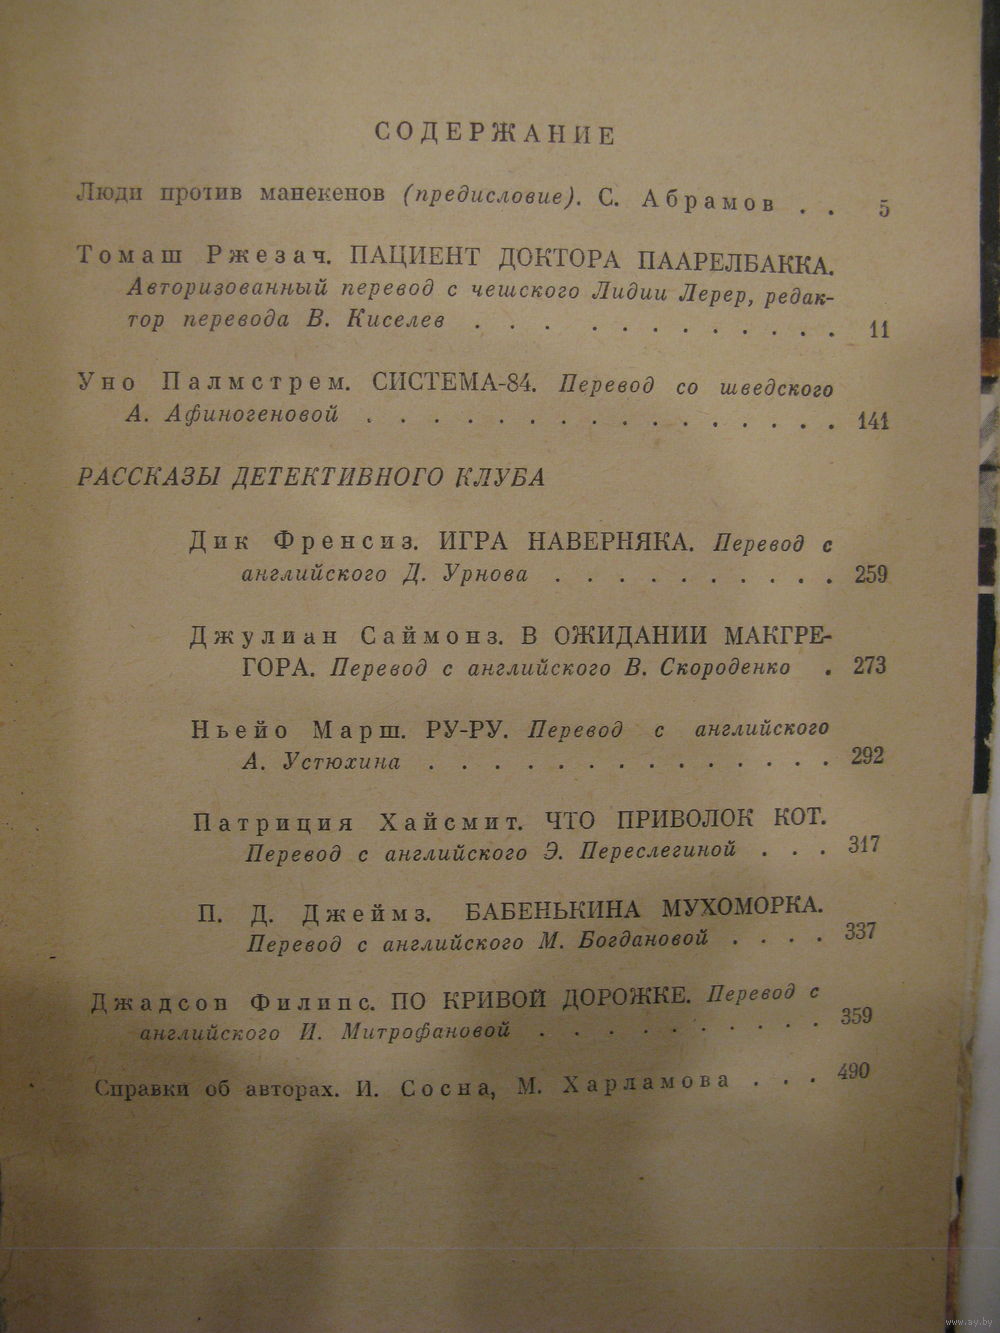 СОДЕРЖАНИЕ
Люди против манекенов (предисловие). С. Абрамов . . 5
Томаш Ржезач. ПАЦИЕНТ ДОКТОРА ПААРЕЛБАККА.
Авторизованный перевод с чешского Лидии Лерер, редак-
тор перевода В. Киселев . . . . . . . . . . . . 11
Уно Палмстрем. СИСТЕМА-84. Перевод со шведского
А. Афиногеновой . . . . . . . . . . . . . . . . 141
РАССКАЗЫ ДЕТЕКТИВНОГО КЛУБА
Дик Френсиз. ИГРА НАВЕРНЯКА. Перевод с
английского Д. Урнова . . . . . . . . . . 259
Джулиан Саймонз. В ОЖИДАНИИ МАКГРЕ-
ГОРА. Перевод с английского В. Скороденко . 273
Ньейо Марш. РУ-РУ. Перевод с английского
А. Устюхина . . . . . . . . . . . . . . 292
Патриция Хайсмит. ЧТО ПРИВОЛОК КОТ.
Перевод с английского Э. Переслегиной . . . 317
П. Д. Джеймз. БАБЕНЬКИНА МУХОМОРКА.
Перевод с английского М. Богдановой . . . . 337
Джадсон Филипс. ПО КРИВОЙ ДОРОЖКЕ. Перевод с
английского И. Митрофановой . . . . . . . . . 359
Справки об авторах. И. Сосна, М. Харламова . . . 490
www.ay.by